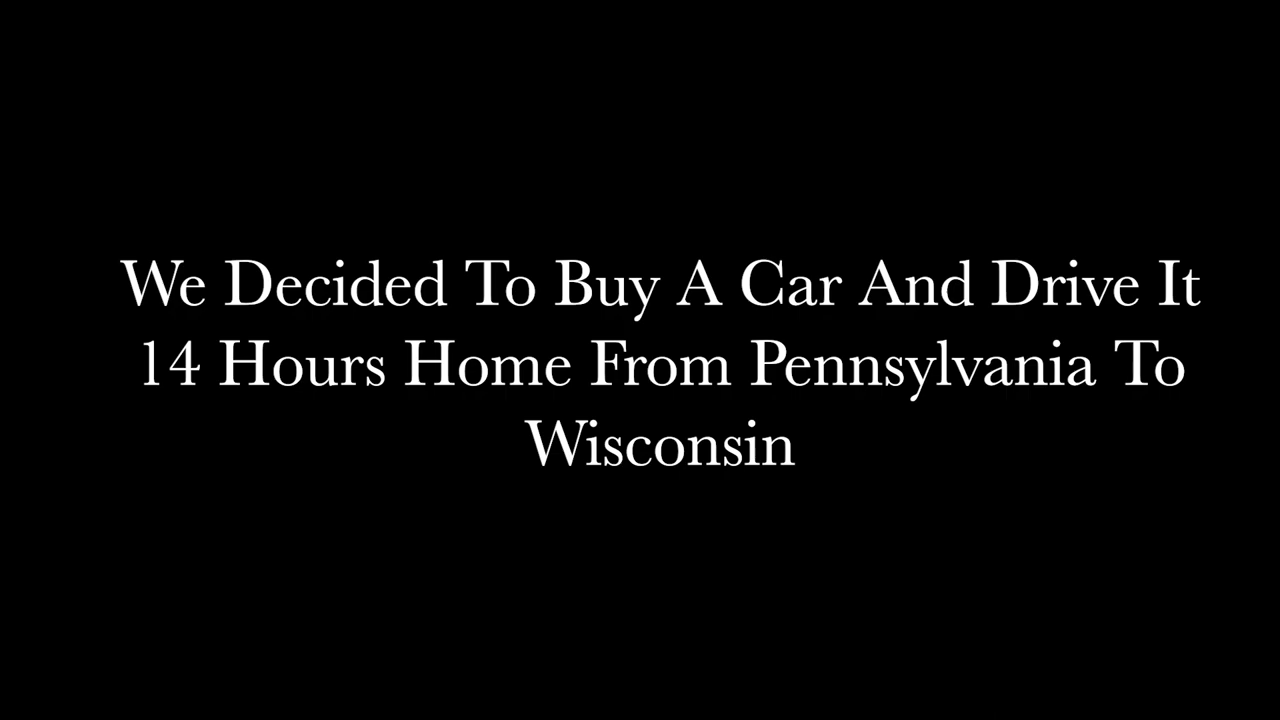 We Decided To Buy A Car And Drive It
14 Hours Home From Pennsylvania To
Wisconsin